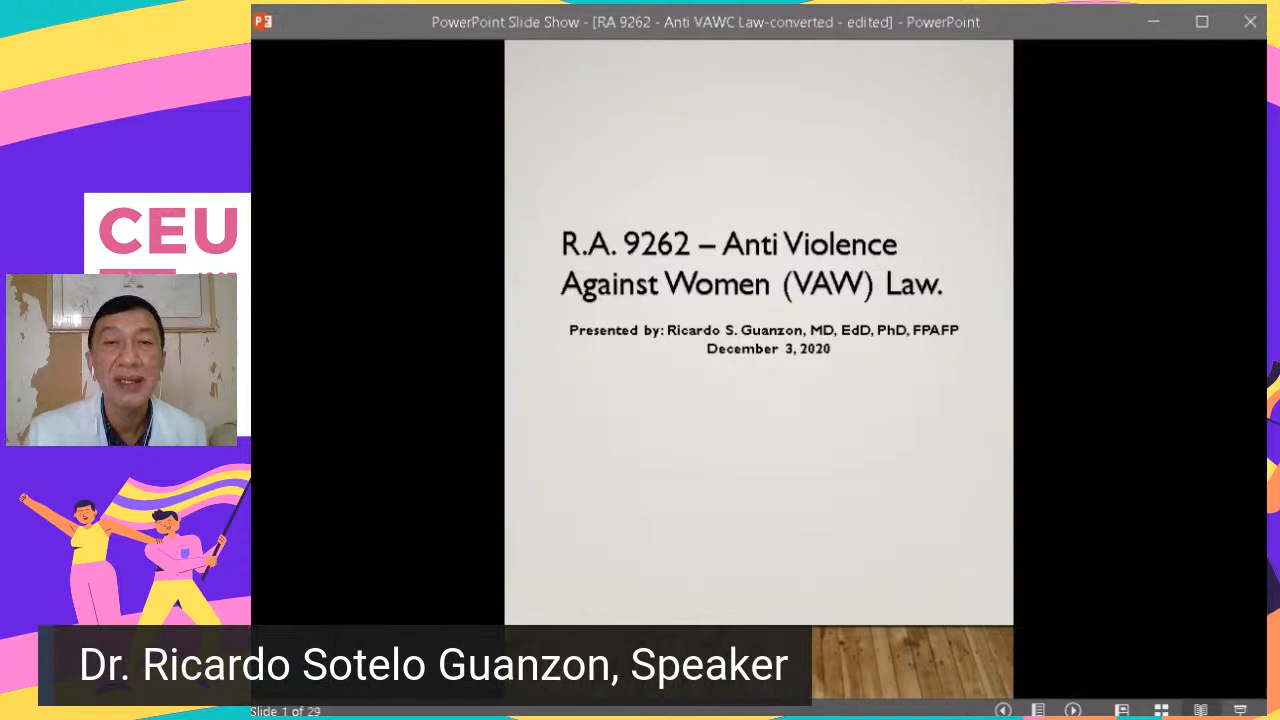 PowerPoint Slide Show - [RA 9262 - Anti VAWC Law-converted - edited] - PowerPoint
CEU
R.A. 9262 – Anti Violence
Against Women (VAW) Law.
Presented by: Ricardo S. Guanzon, MD, EdD, PhD, FPAFP
December 3, 2020
Dr. Ricardo Sotelo Guanzon, Speaker
Slide 1 of 29